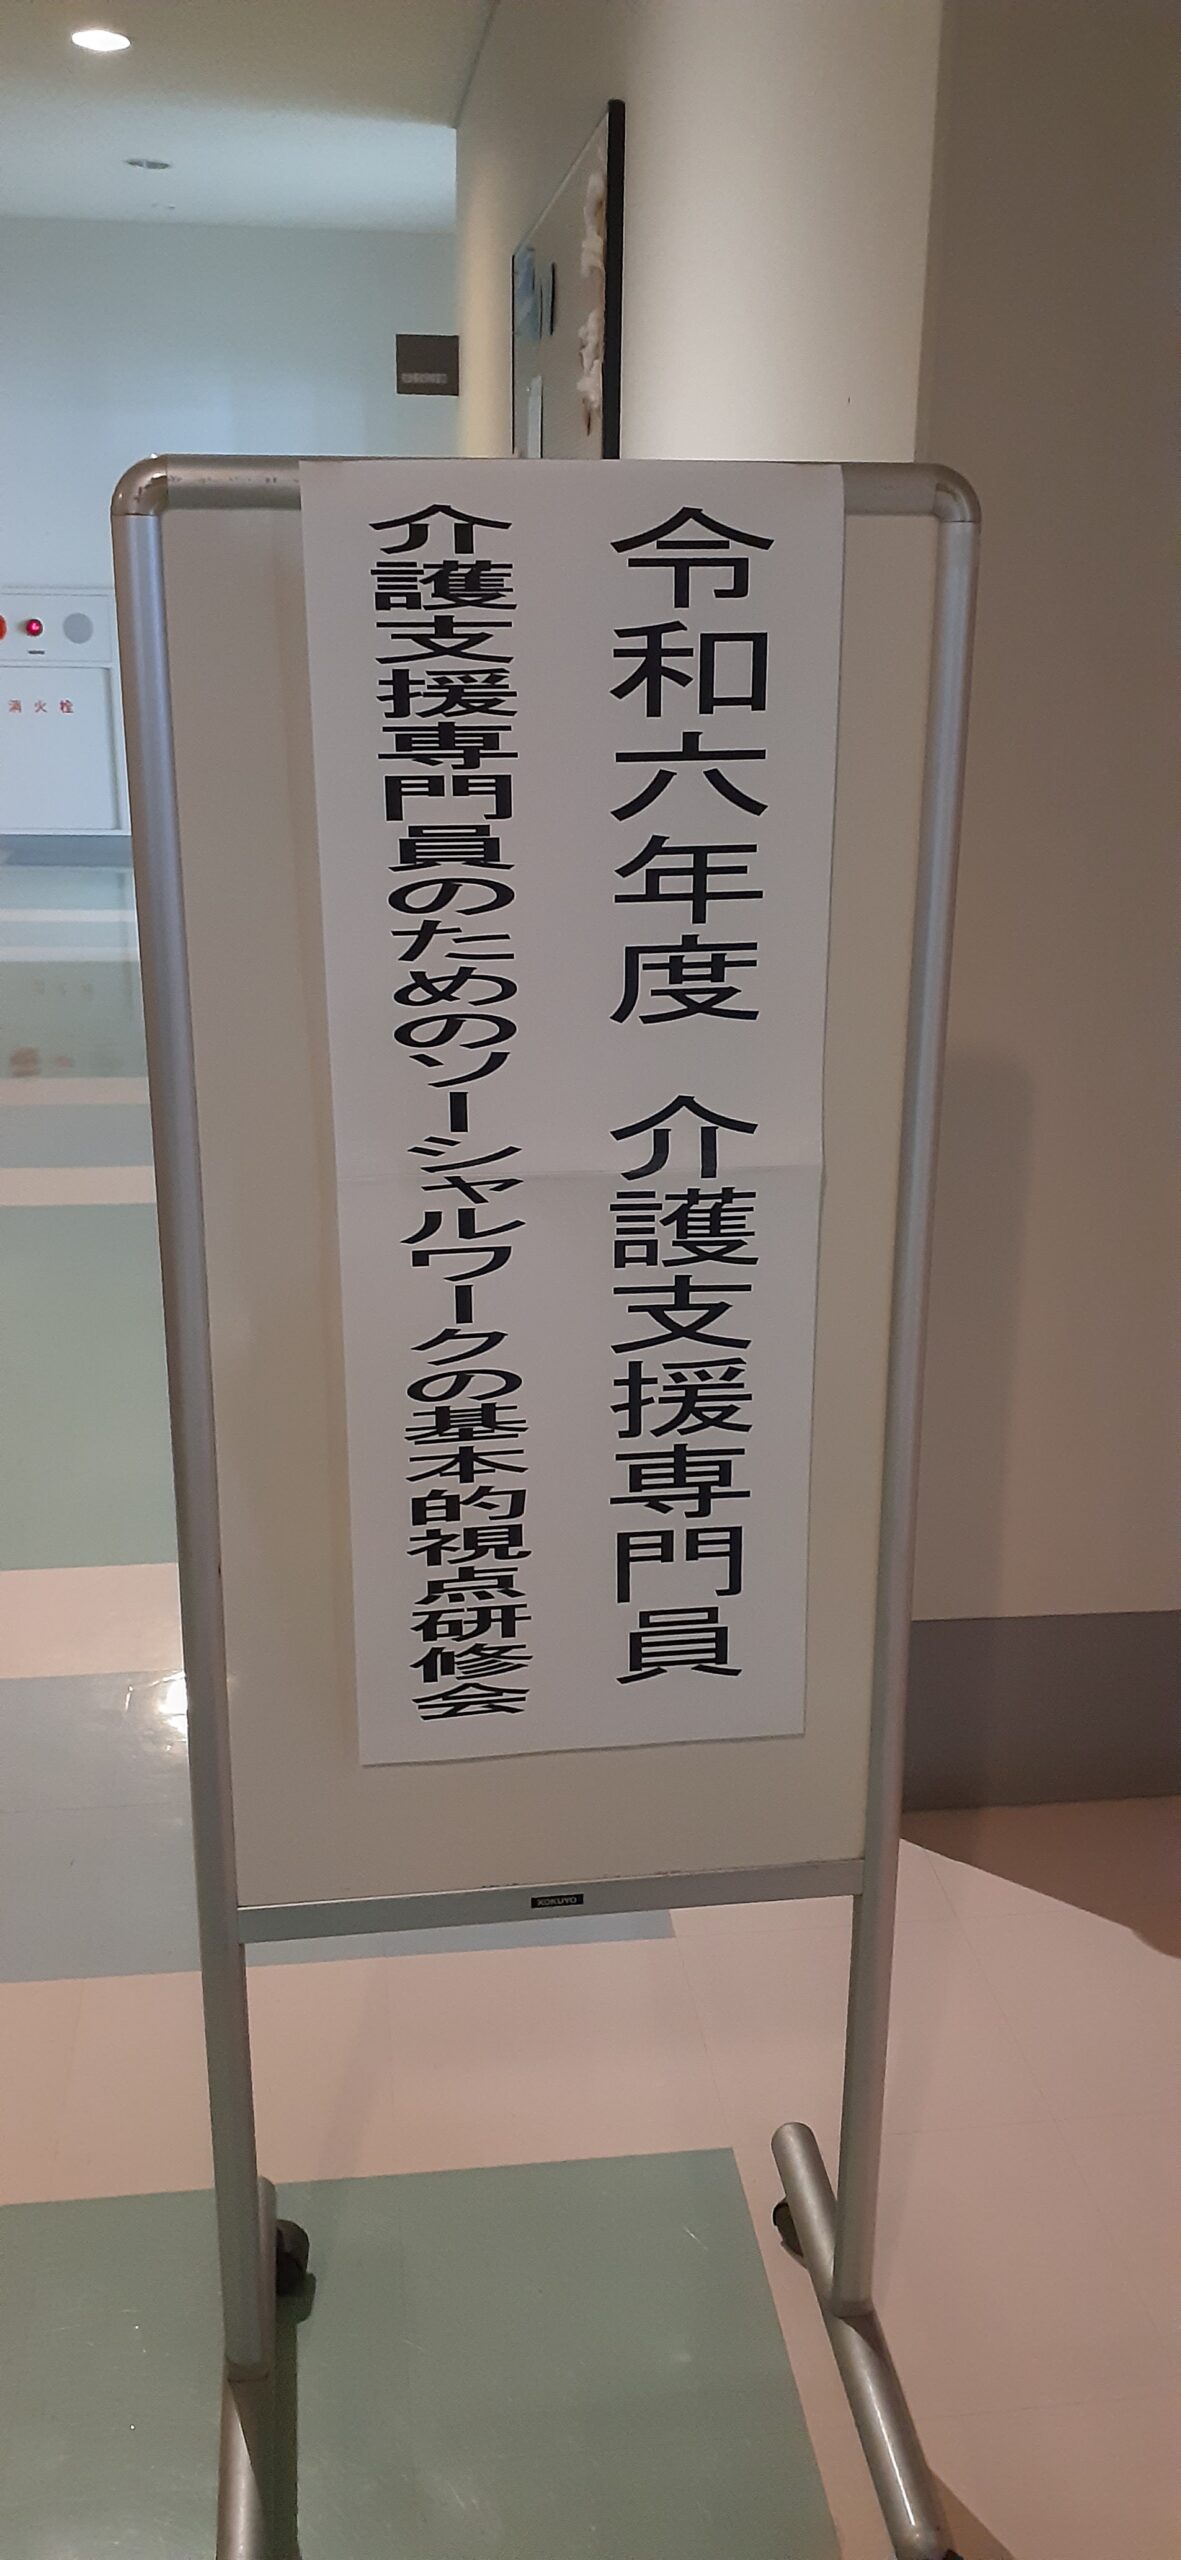 令和六年度 介護支援専門員
介護支援専門員のためのソーシャルワークの基本的視点研修会
消火栓
KOKUYO